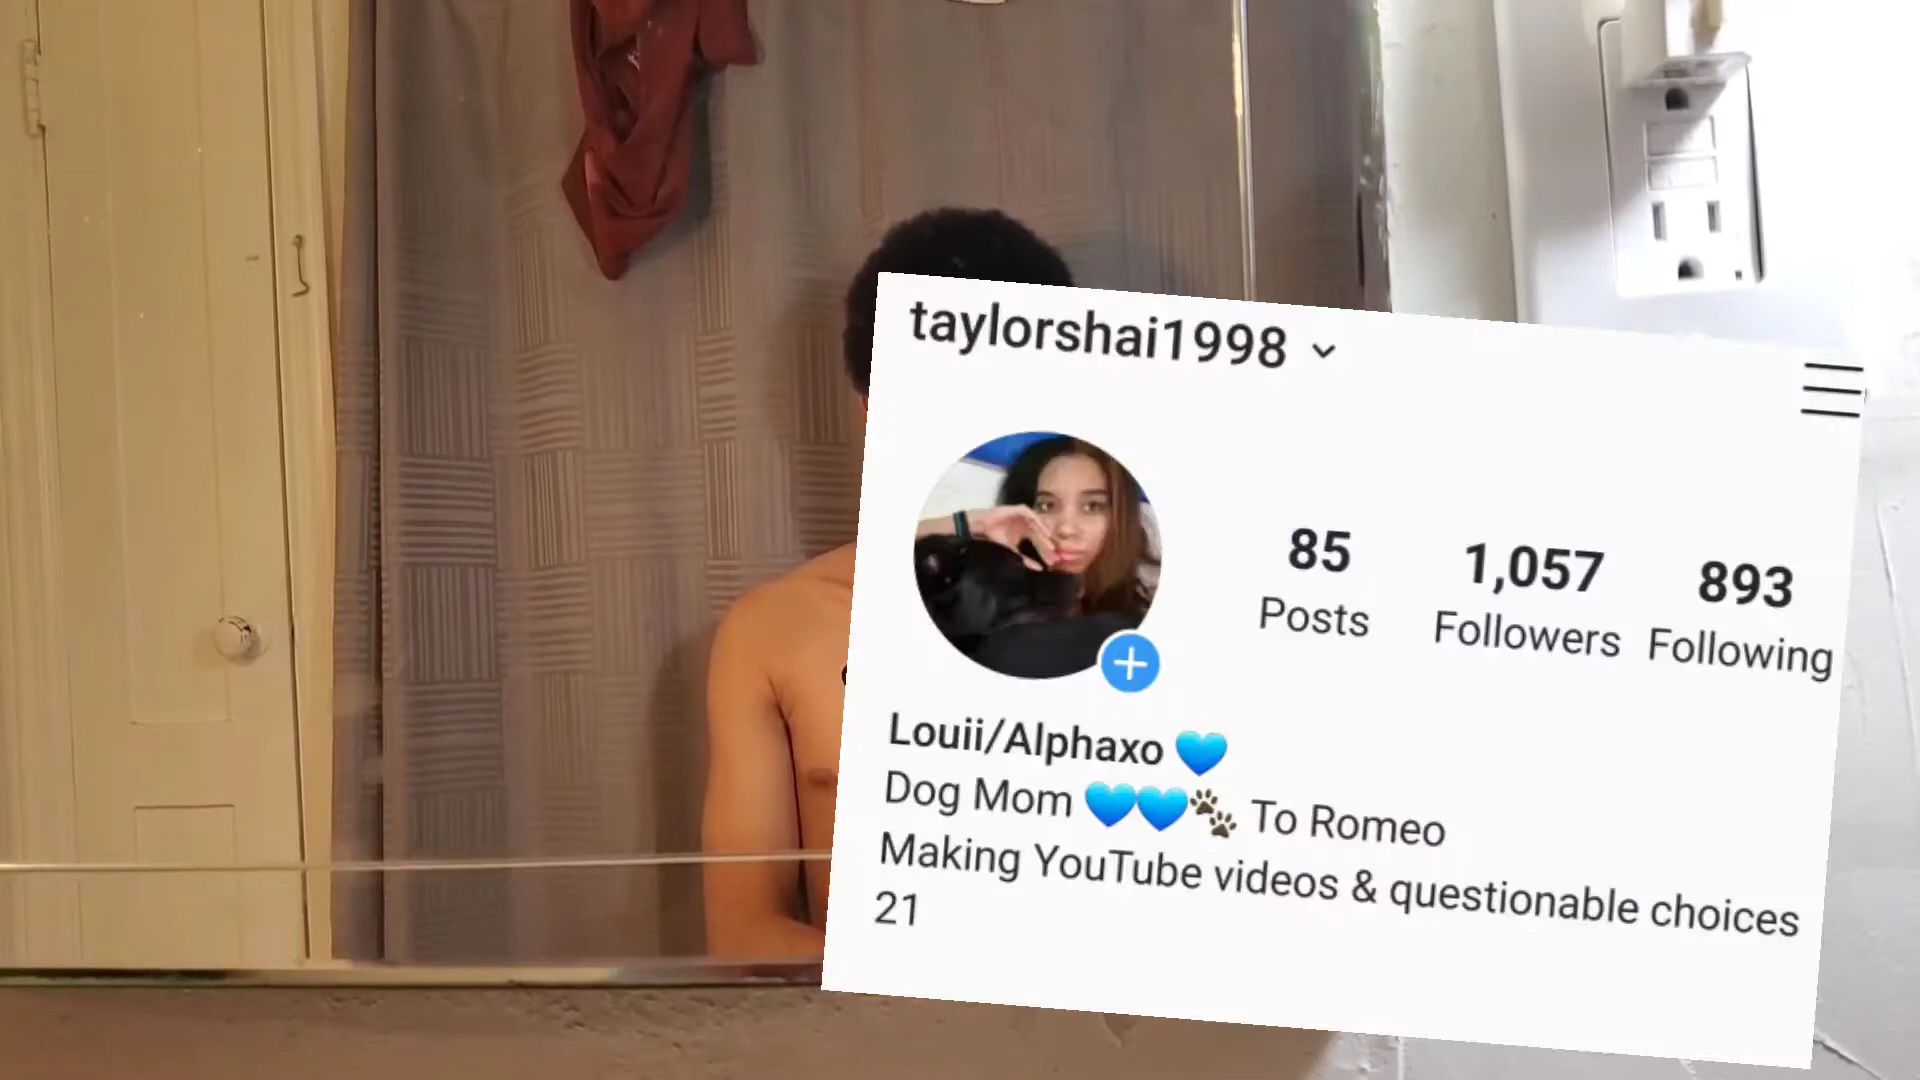 taylorshai1998
85 1,057 893
Posts Followers Following
Louii/Alphaxo 💙
Dog Mom 💙💙🐾 To Romeo
Making YouTube videos & questionable choices
21